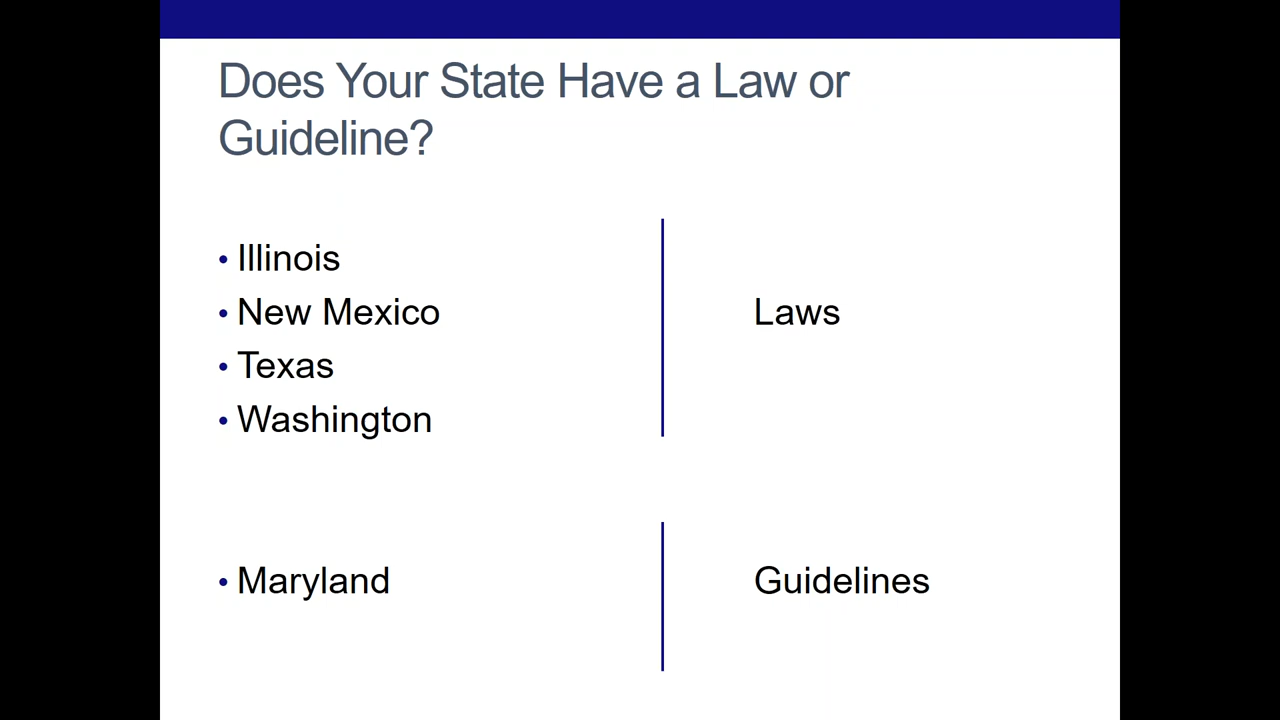 Does Your State Have a Law or
Guideline?
• Illinois
• New Mexico
Laws
• Texas
• Washington
• Maryland
Guidelines